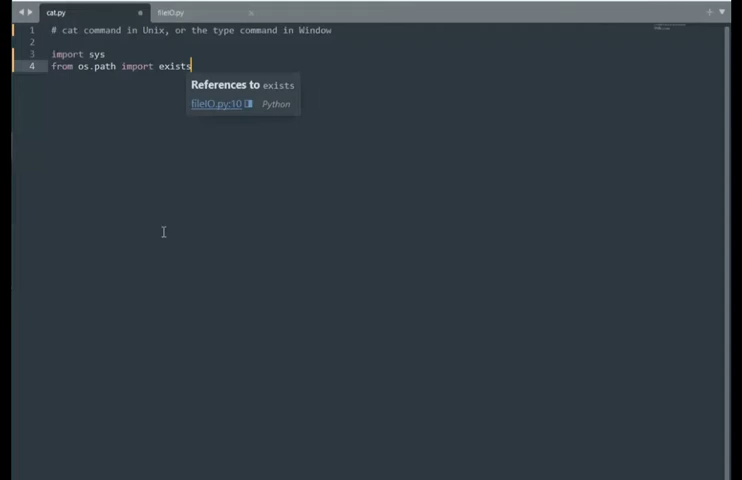 cat.py
fileIO.py
1 # cat command in Unix, or the type command in Window
2
3 import sys
4 from os.path import exists
References to exists
fileIO.py:10 Python